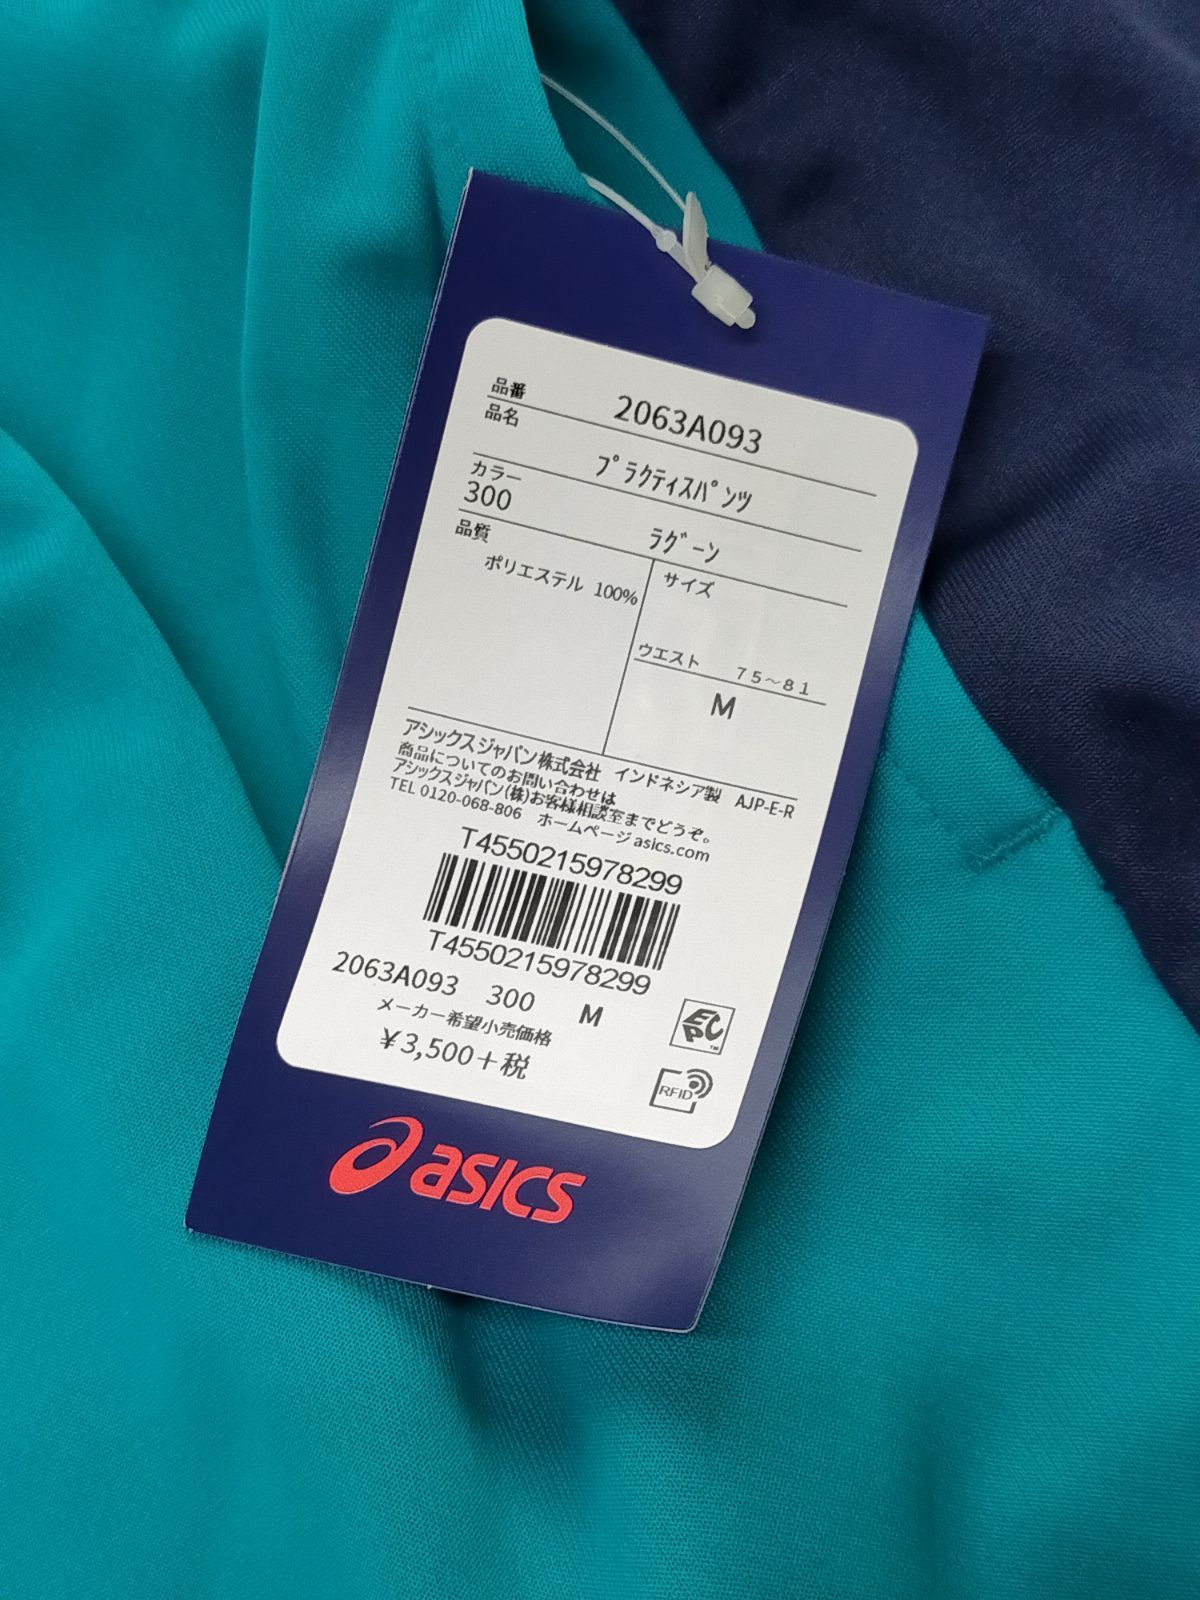 品番 2063A093
品名
プラクティスパンツ
カラー
300 ラグーン
品質
ポリエステル 100%
サイズ
ウエスト 75～81
M
アシックスジャパン株式会社 インドネシア製 AJP-E-R
商品についてのお問い合わせは
アシックスジャパン(株)お客様相談室までどうぞ。
TEL 0120-068-806 ホームページ asics.com
T4550215978299
T4550215978299
2063A093 300 M
メーカー希望小売価格
¥3,500+税
EPC™
RFID
asics